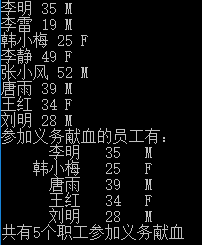 李明 35 M
李雷 19 M
韩小梅 25 F
李静 49 F
张小风 52 M
唐雨 39 M
王红 34 F
刘明 28 M
参加义务献血的员工有:
李明 35 M
韩小梅 25 F
唐雨 39 M
王红 34 F
刘明 28 M
共有5个职工参加义务献血